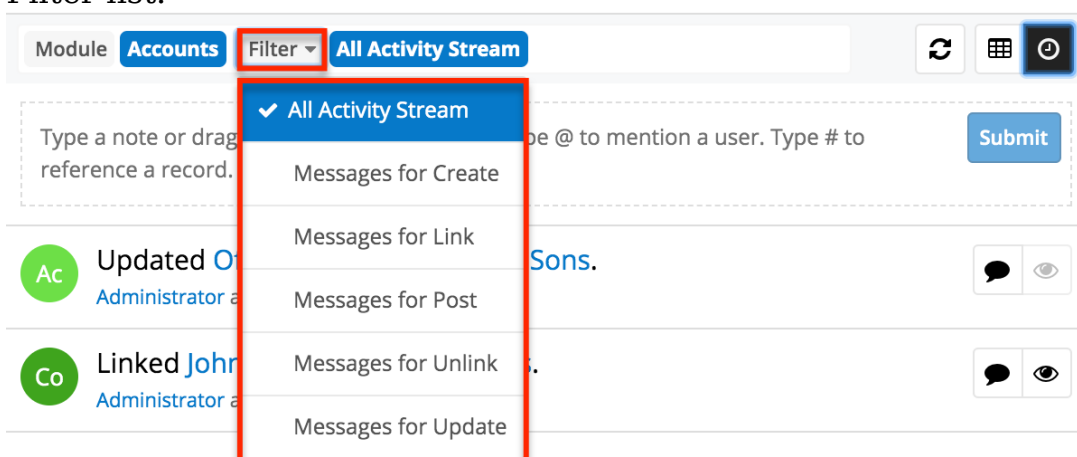 Filter list.
Module Accounts Filter All Activity Stream
All Activity Stream
Type a note or drag be @ to mention a user. Type # to
reference a record.
Submit
Messages for Create
Messages for Link
Messages for Post
Messages for Unlink
Messages for Update
Ac
Updated Sons.
Administrator
Co
Linked John
Administrator